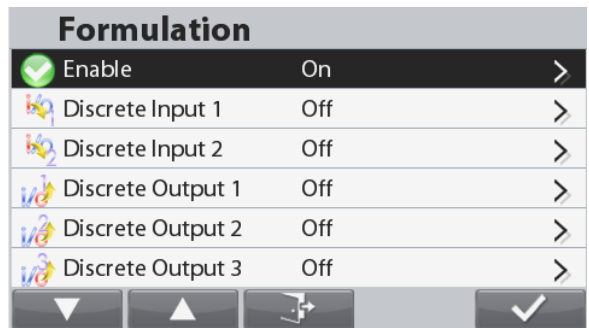 Formulation
Enable On
Discrete Input 1 Off
Discrete Input 2 Off
Discrete Output 1 Off
Discrete Output 2 Off
Discrete Output 3 Off